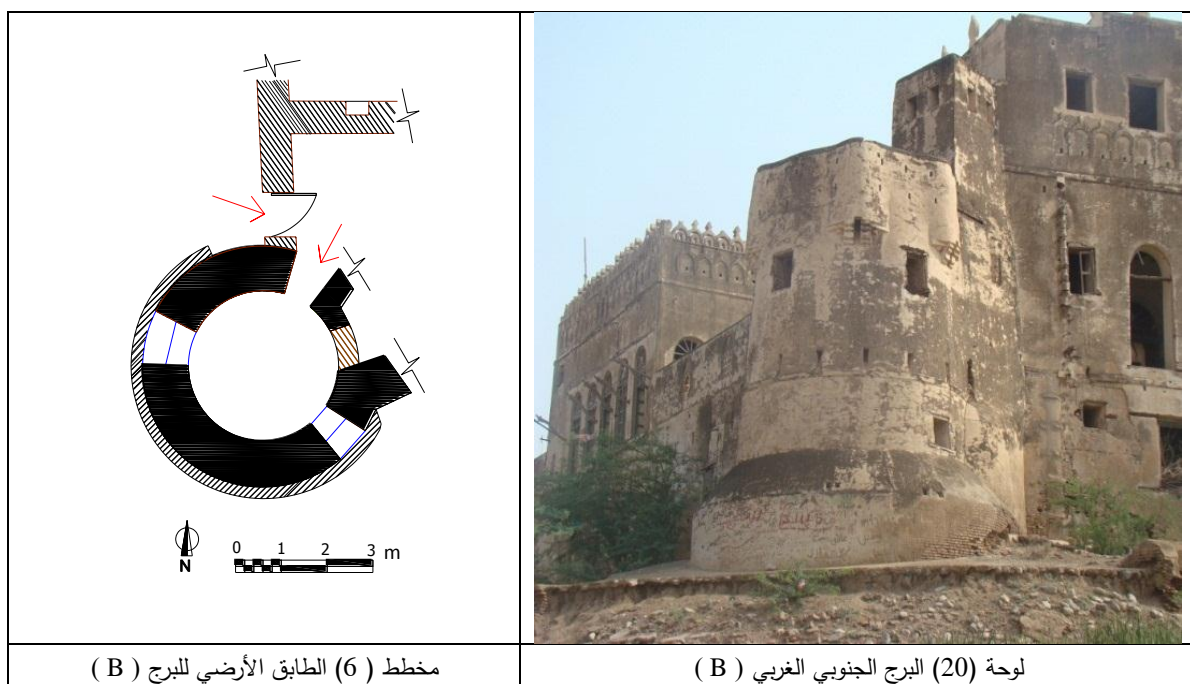 N
0 1 2 3 m
مخطط ( 6) الطابق الأرضي للبرج ( B )
لوحة (20) البرج الجنوبي الغربي ( B )